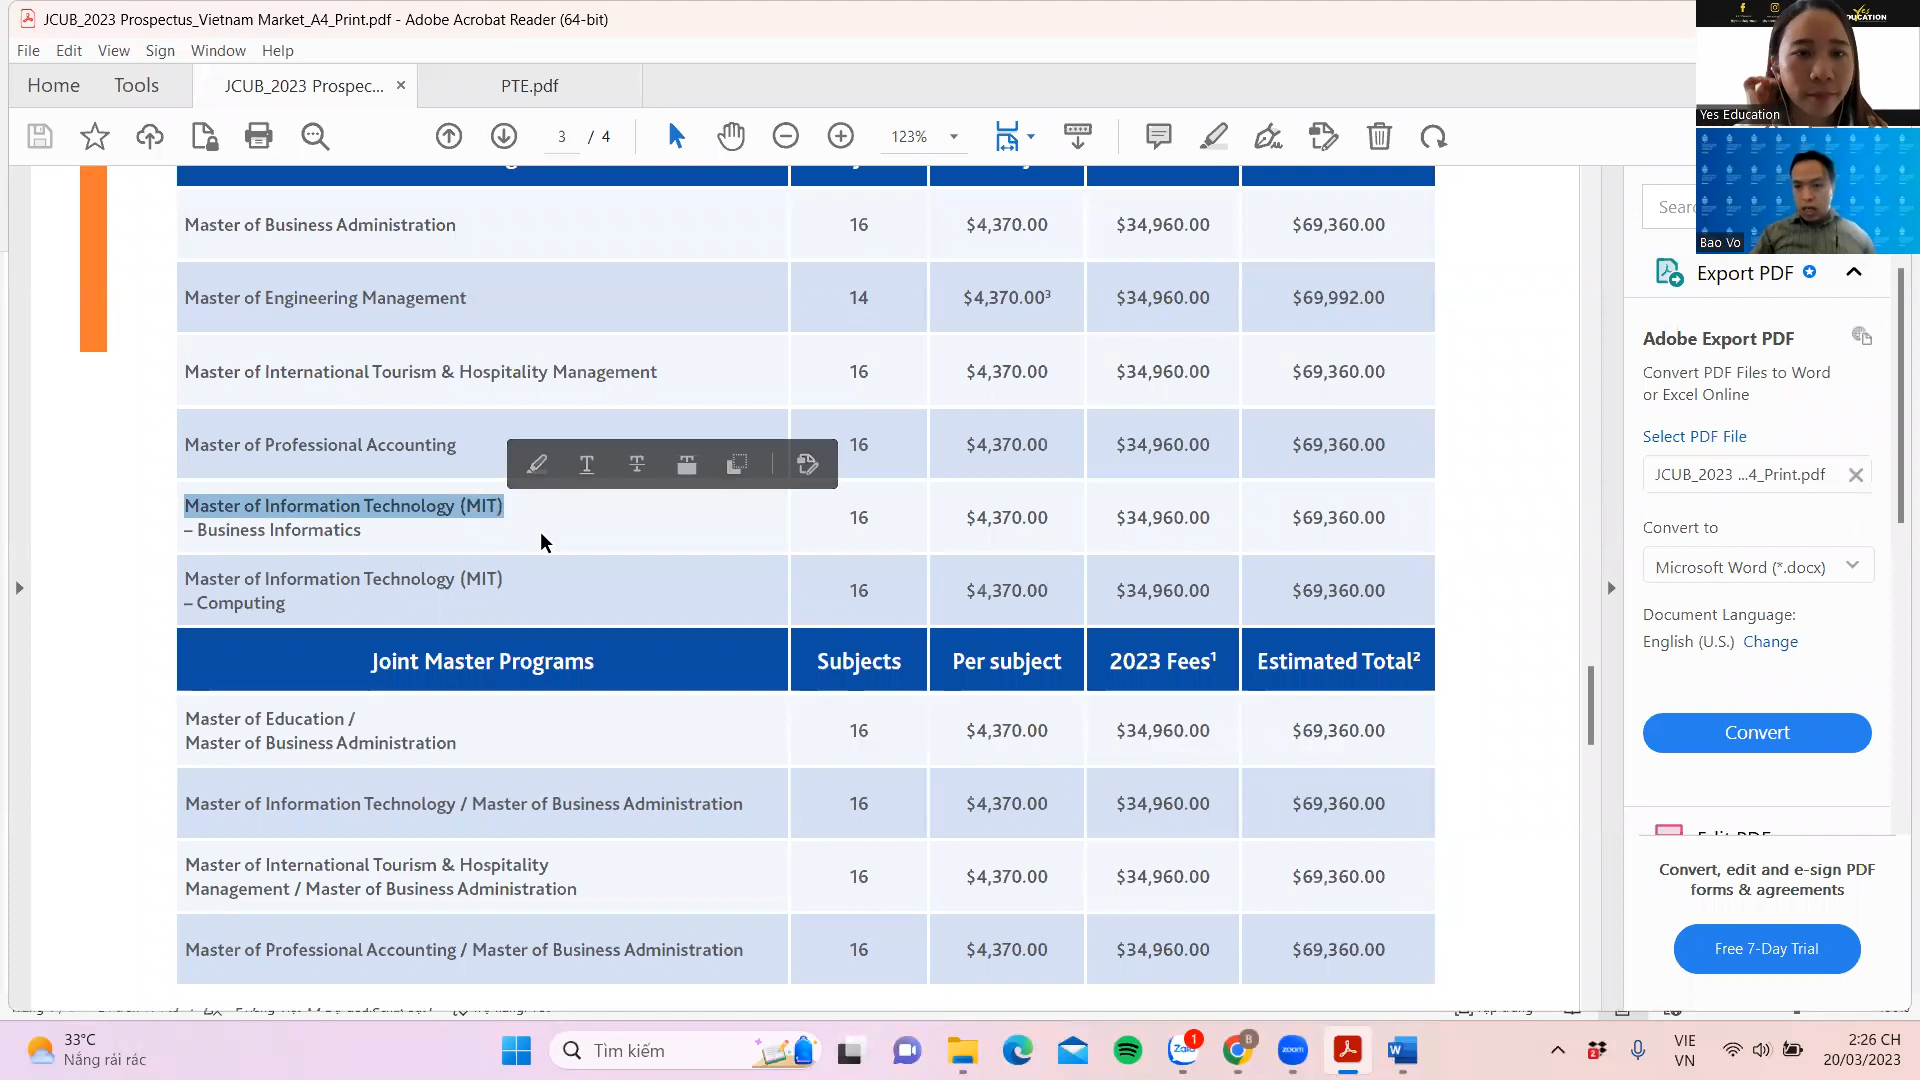 JCUB_2023 Prospectus_Vietnam Market_A4_Print.pdf - Adobe Acrobat Reader (64-bit)
File Edit View Sign Window Help
Home Tools JCUB_2023 Prospec... × PTE.pdf
3 / 4 123%
Master of Business Administration 16 $4,370.00 $34,960.00 $69,360.00
Master of Engineering Management 14 $4,370.00³ $34,960.00 $69,992.00
Master of International Tourism & Hospitality Management 16 $4,370.00 $34,960.00 $69,360.00
Master of Professional Accounting 16 $4,370.00 $34,960.00 $69,360.00
Master of Information Technology (MIT)
– Business Informatics 16 $4,370.00 $34,960.00 $69,360.00
Master of Information Technology (MIT)
– Computing 16 $4,370.00 $34,960.00 $69,360.00
Joint Master Programs Subjects Per subject 2023 Fees¹ Estimated Total²
Master of Education /
Master of Business Administration 16 $4,370.00 $34,960.00 $69,360.00
Master of Information Technology / Master of Business Administration 16 $4,370.00 $34,960.00 $69,360.00
Master of International Tourism & Hospitality
Management / Master of Business Administration 16 $4,370.00 $34,960.00 $69,360.00
Master of Professional Accounting / Master of Business Administration 16 $4,370.00 $34,960.00 $69,360.00
EDUCATION
Yes Education
Bao Vo
Export PDF
Adobe Export PDF
Convert PDF Files to Word
or Excel Online
Select PDF File
JCUB_2023 ...4_Print.pdf
Convert to
Microsoft Word (*.docx)
Document Language:
English (U.S.) Change
Convert
Convert, edit and e-sign PDF
forms & agreements
Free 7-Day Trial
33°C
Nắng rải rác
Tìm kiếm
Zalo
1
B
zoom
2
VIE
VN
2:26 CH
20/03/2023